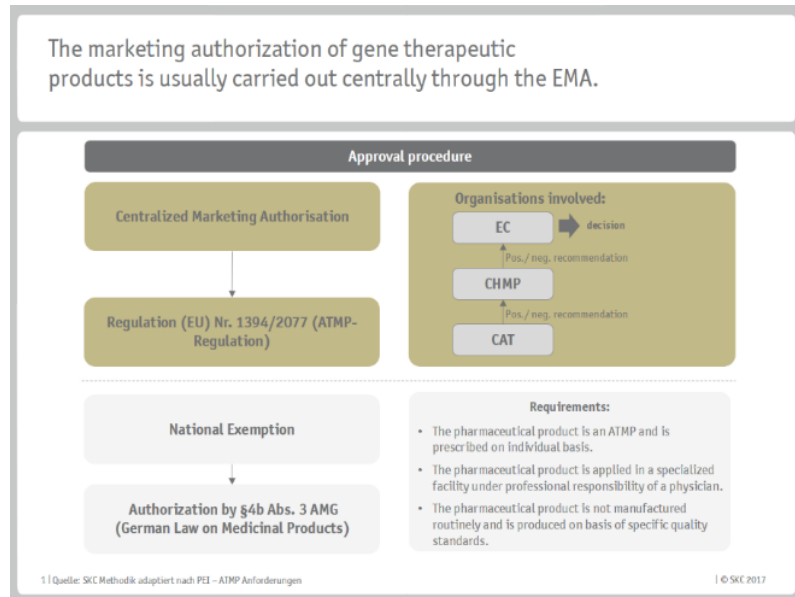 The marketing authorization of gene therapeutic
products is usually carried out centrally through the EMA.
Approval procedure
Centralized Marketing Authorisation
Regulation (EU) Nr. 1394/2077 (ATMP-
Regulation)
Organisations involved:
EC
decision
Pos./ neg. recommendation
CHMP
Pos./ neg. recommendation
CAT
National Exemption
Authorization by §4b Abs. 3 AMG
(German Law on Medicinal Products)
Requirements:
• The pharmaceutical product is an ATMP and is
prescribed on individual basis.
• The pharmaceutical product is applied in a specialized
facility under professional responsibility of a physician.
• The pharmaceutical product is not manufactured
routinely and is produced on basis of specific quality
standards.
1 | Quelle: SKC Methodik adaptiert nach PEI – ATMP Anforderungen
| © SKC 2017